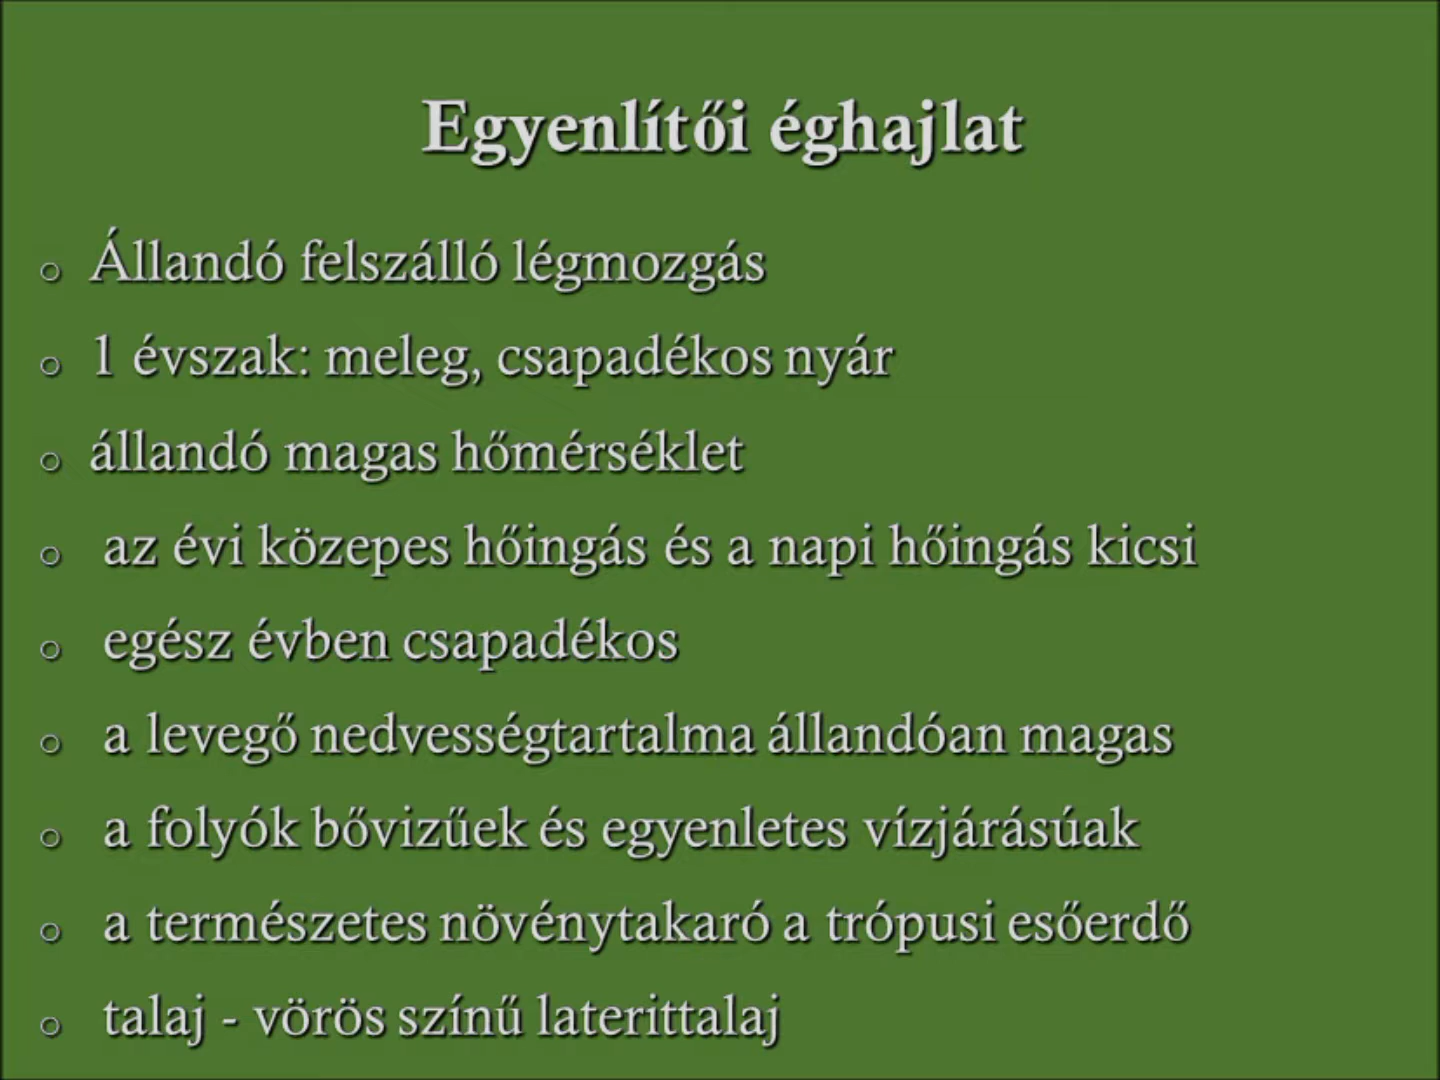 Egyenlítői éghajlat
Állandó felszálló légmozgás
1 évszak: meleg, csapadékos nyár
állandó magas hőmérséklet
az évi közepes hőingás és a napi hőingás kicsi
egész évben csapadékos
a levegő nedvességtartalma állandóan magas
a folyók bővizűek és egyenletes vízjárásúak
a természetes növénytakaró a trópusi esőerdő
talaj - vörös színű laterittalaj